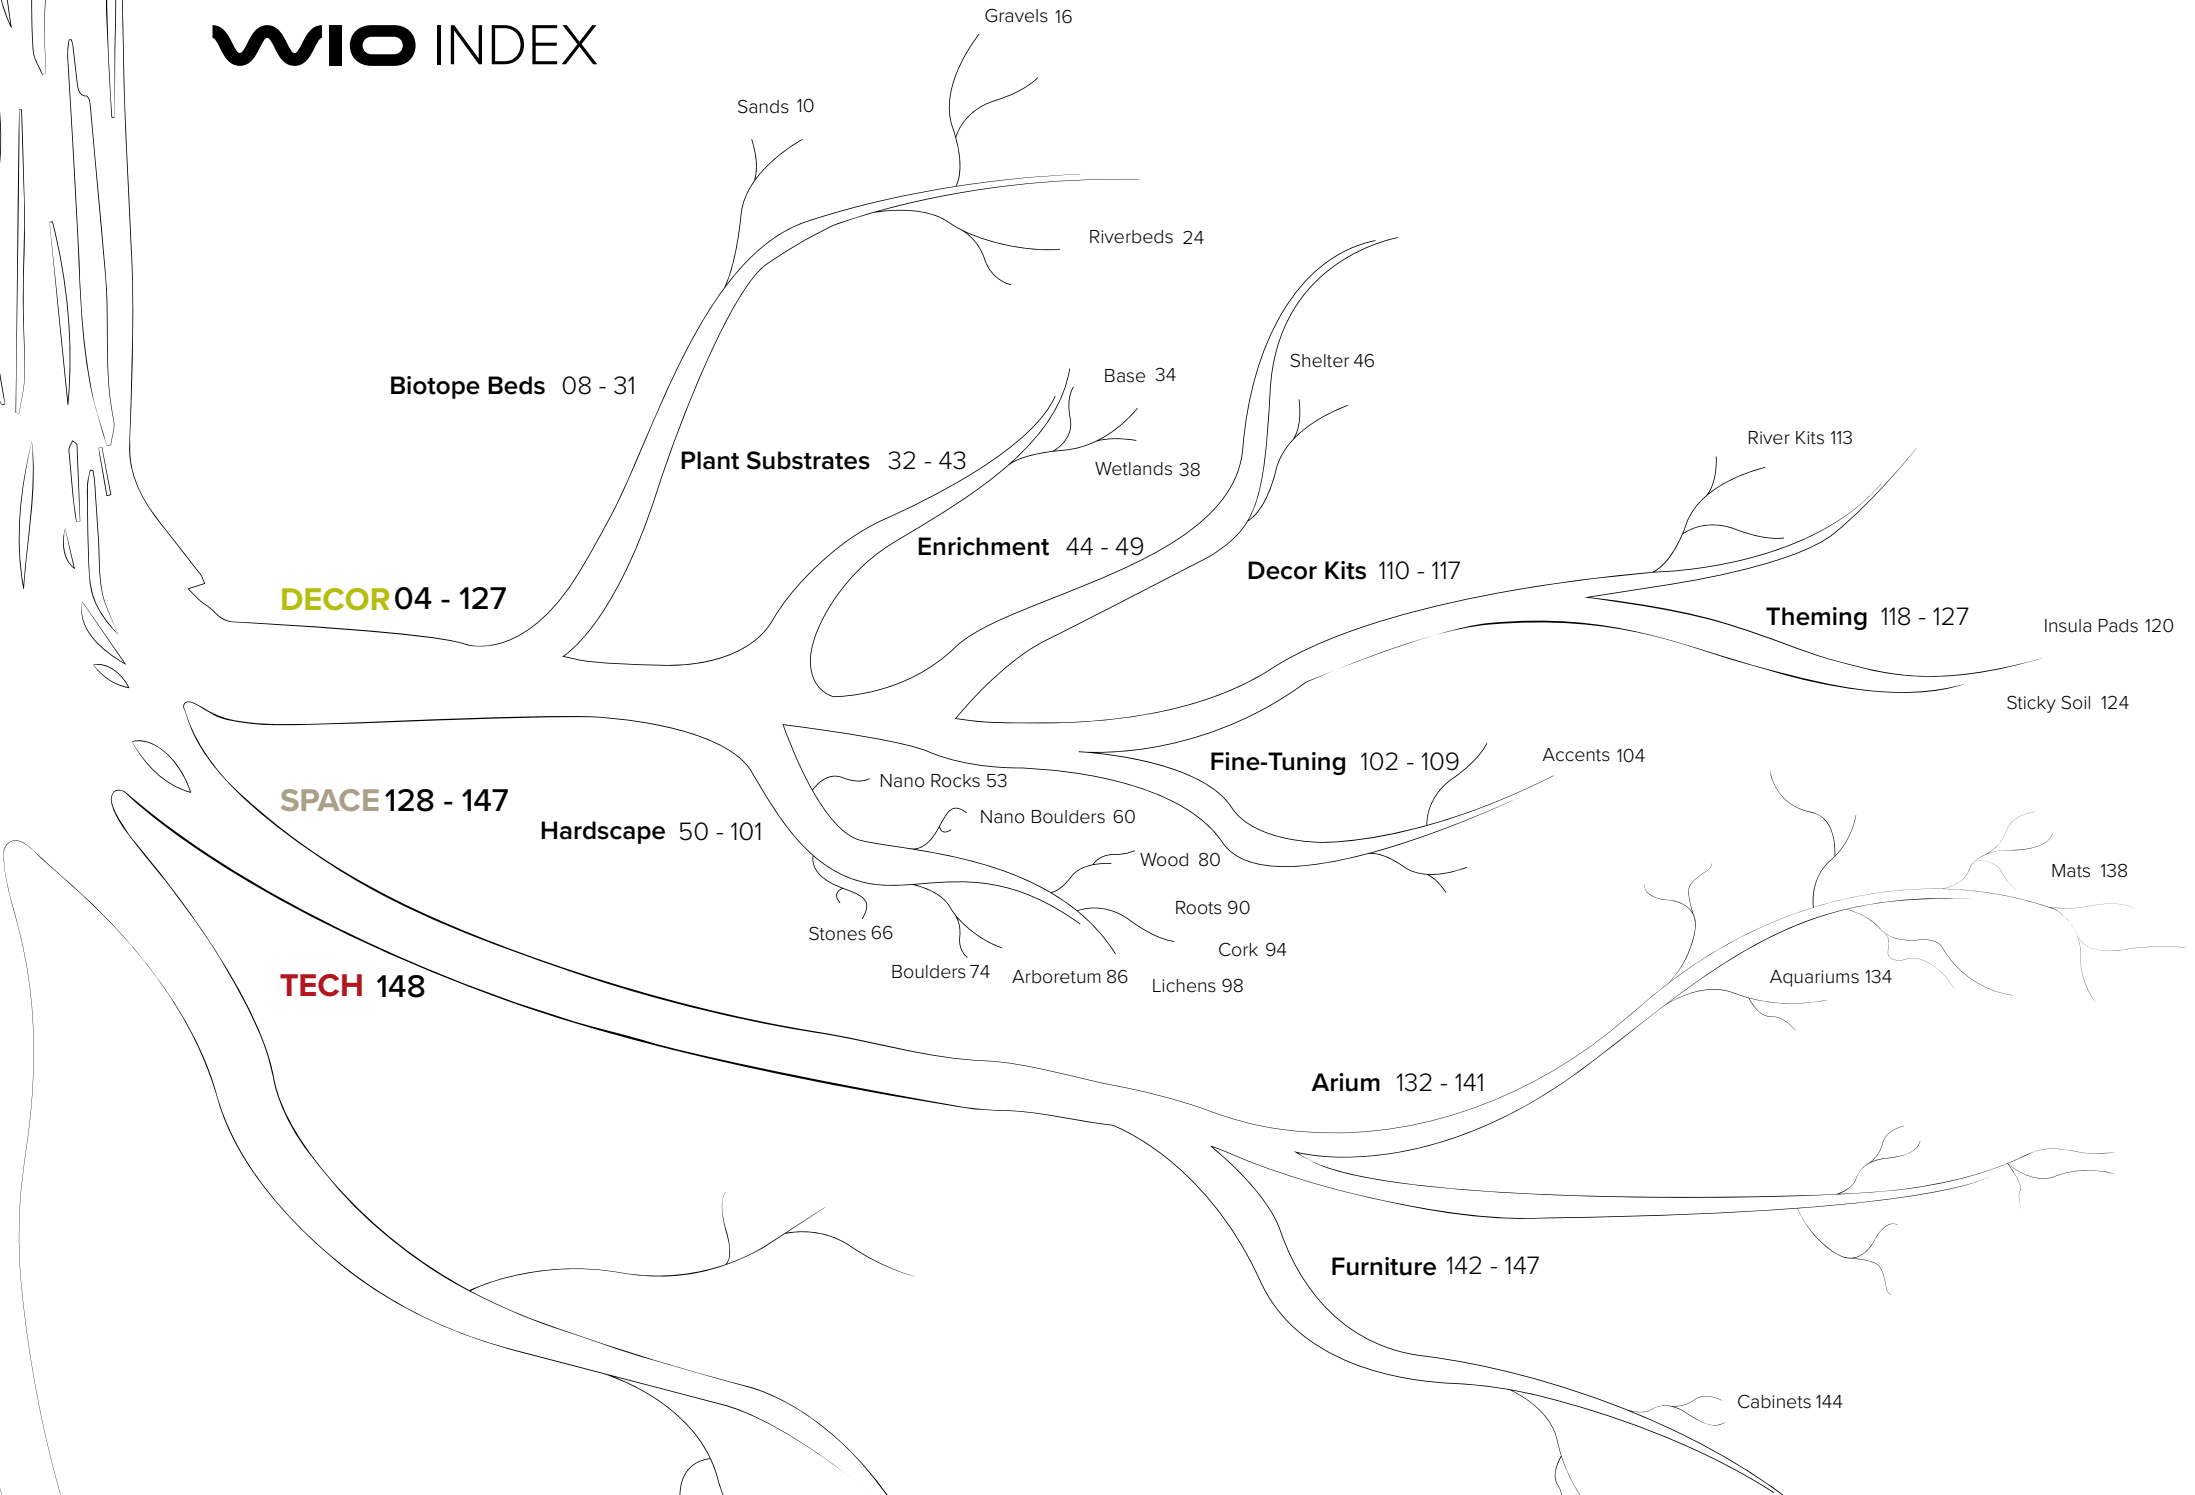 WIO INDEX
Gravels 16
Sands 10
Riverbeds 24
Biotope Beds 08 - 31
Shelter 46
Base 34
Plant Substrates 32 - 43
Wetlands 38
River Kits 113
Enrichment 44 - 49
Decor Kits 110 - 117
DECOR 04 - 127
Theming 118 - 127
Insula Pads 120
Sticky Soil 124
Fine-Tuning 102 - 109
Accents 104
Nano Rocks 53
SPACE 128 - 147
Nano Boulders 60
Hardscape 50 - 101
Wood 80
Mats 138
Roots 90
Stones 66
Cork 94
Boulders 74
Arboretum 86
Lichens 98
Aquariums 134
TECH 148
Arium 132 - 141
Furniture 142 - 147
Cabinets 144